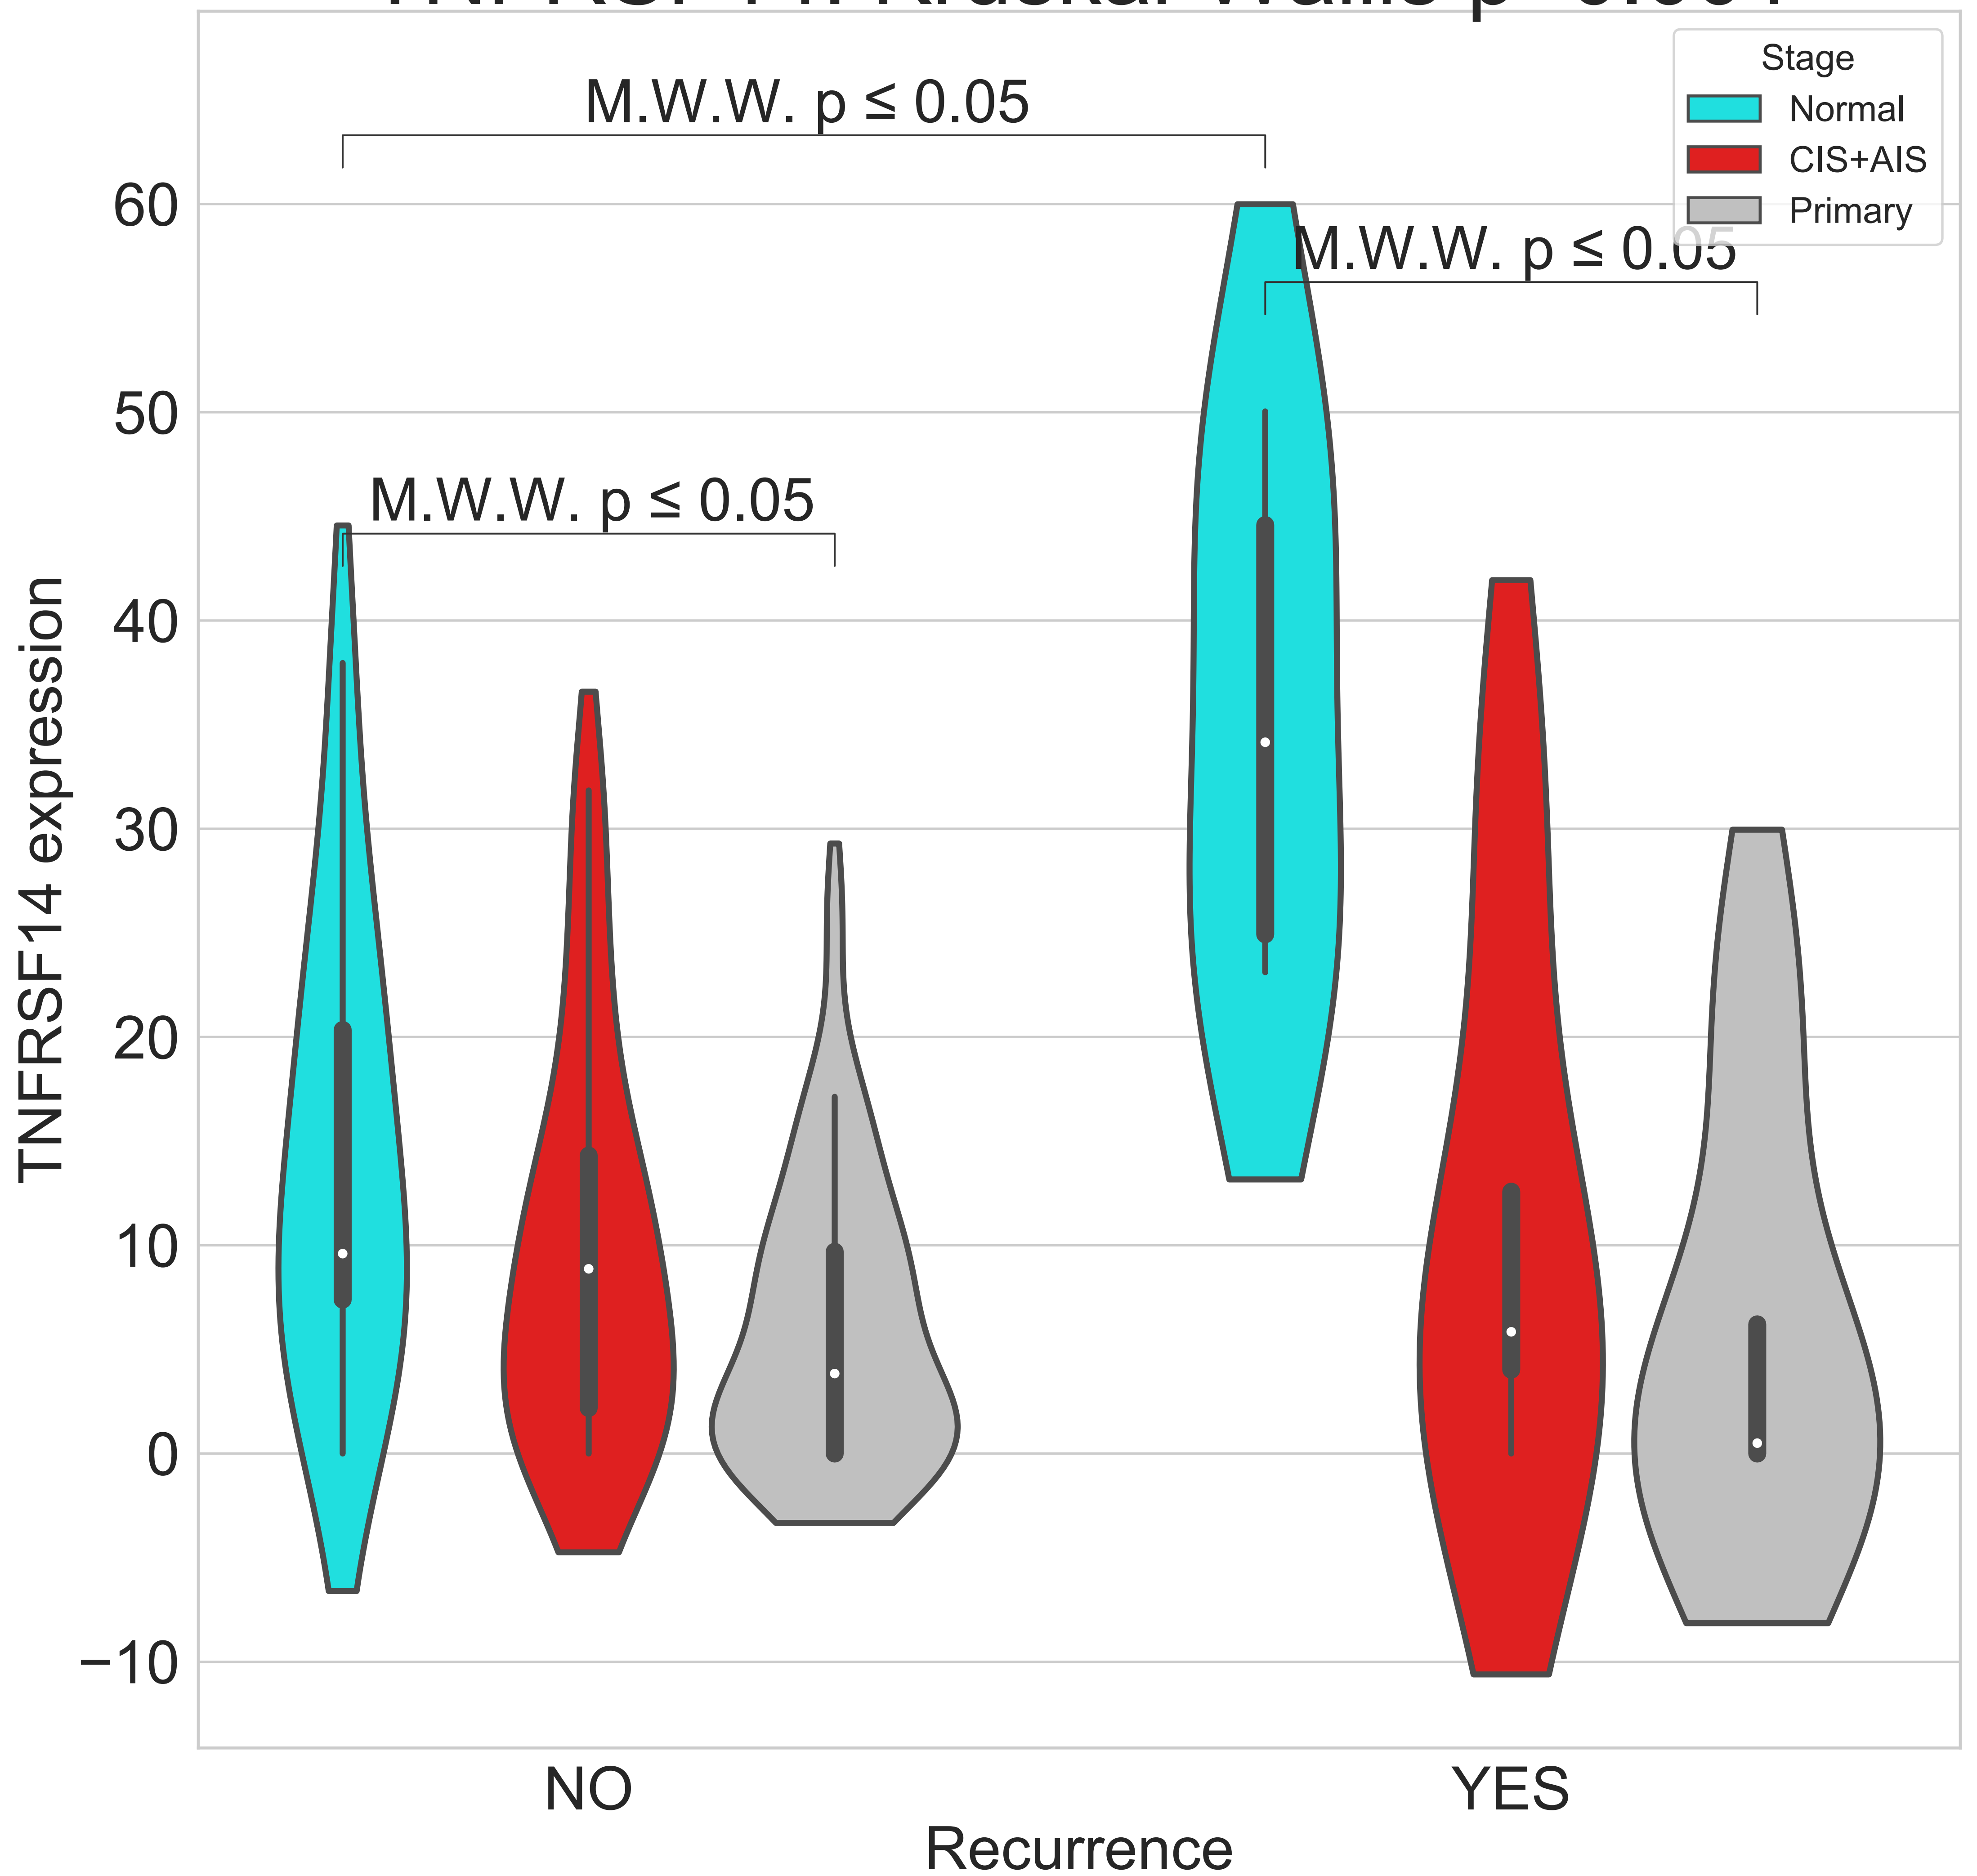 Stage
Normal
CIS+AIS
Primary
M.W.W. p ≤ 0.05
M.W.W. p ≤ 0.05
M.W.W. p ≤ 0.05
60
50
40
30
20
10
0
−10
TNFRSF14 expression
NO
YES
Recurrence